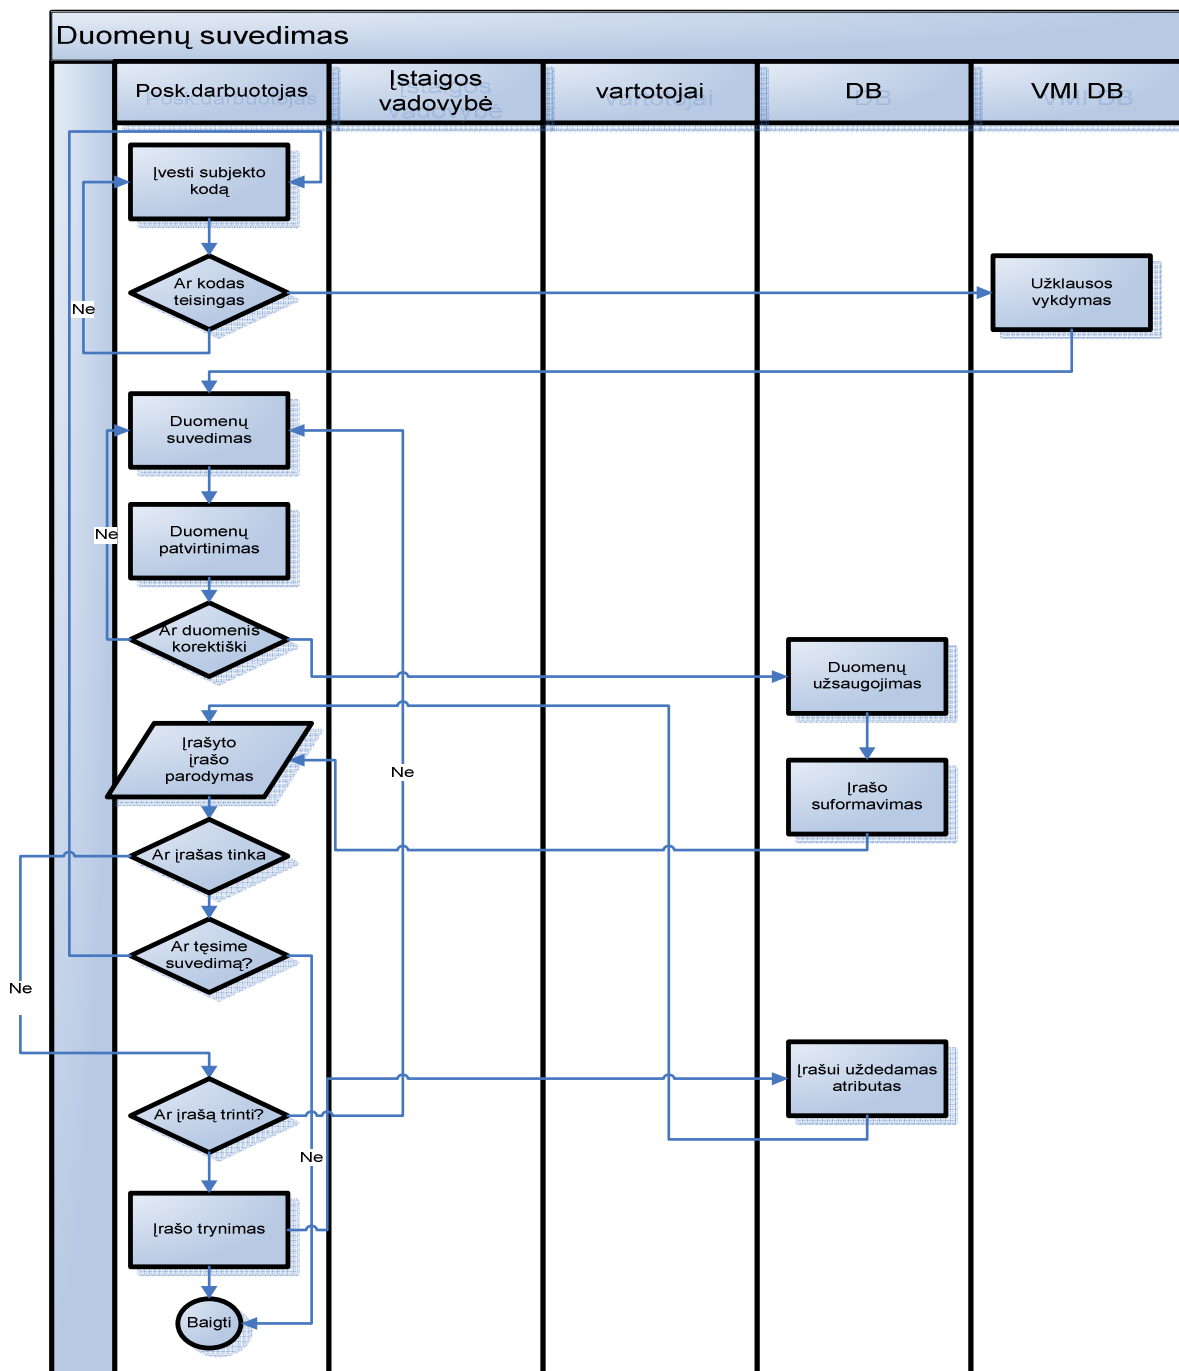 Duomenų suvedimas
Posk.darbuotojas
Įstaigos
vadovybė
vartotojai
DB
VMI DB
Įvesti subjekto
kodą
Ar kodas
teisingas
Užklausos
vykdymas
Ne
Duomenų
suvedimas
Ne
Duomenų
patvirtinimas
Ar duomenis
korektiški
Duomenų
užsaugojimas
Įrašyto
įrašo
parodymas
Ne
Įrašo
suformavimas
Ar įrašas tinka
Ar tęsime
suvedimą?
Ne
Įrašui uždedamas
atributas
Ar įrašą trinti?
Ne
Įrašo trynimas
Baigti